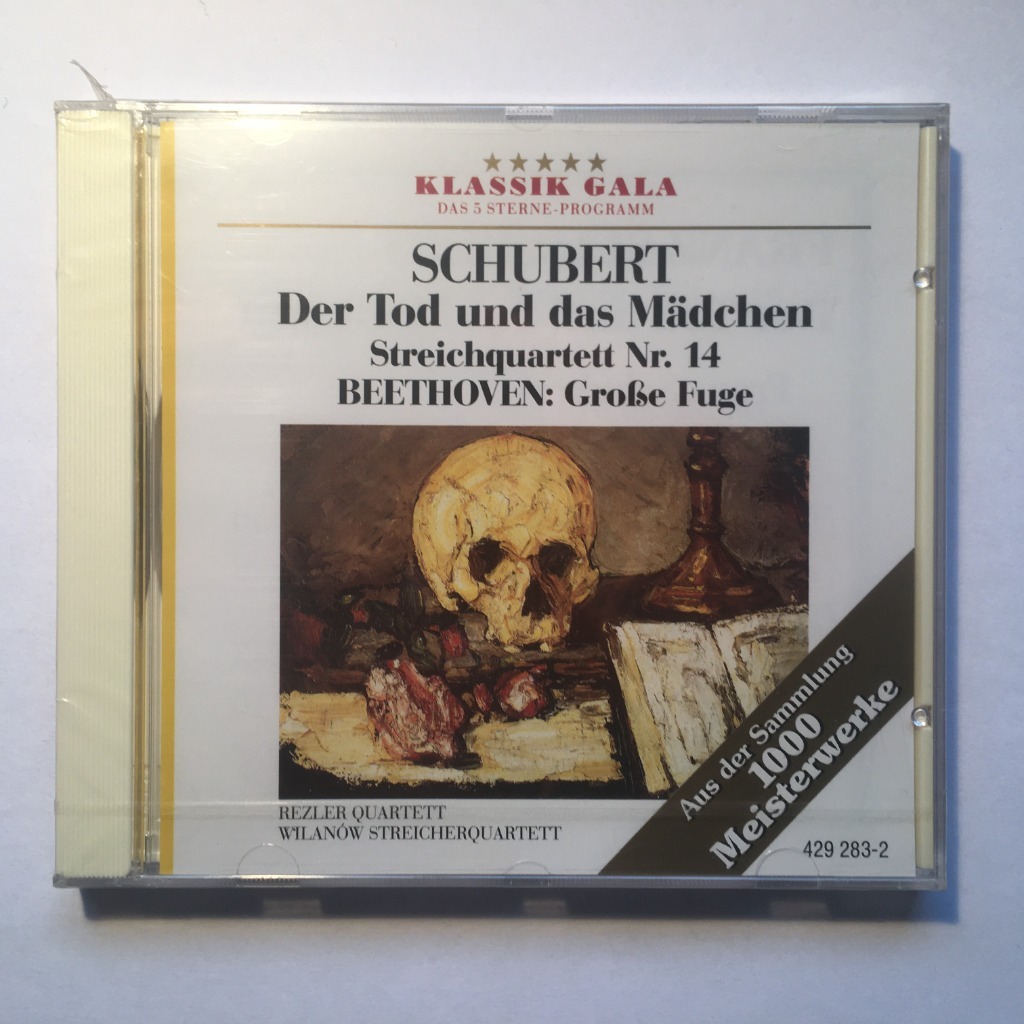 KLASSIK GALA
DAS 5 STERNE-PROGRAMM
SCHUBERT
Der Tod und das Mädchen
Streichquartett Nr. 14
BEETHOVEN: Große Fuge
REZLER QUARTETT
WILANÓW STREICHERQUARTETT
Aus der Sammlung
1000
Meisterwerke
429 283-2